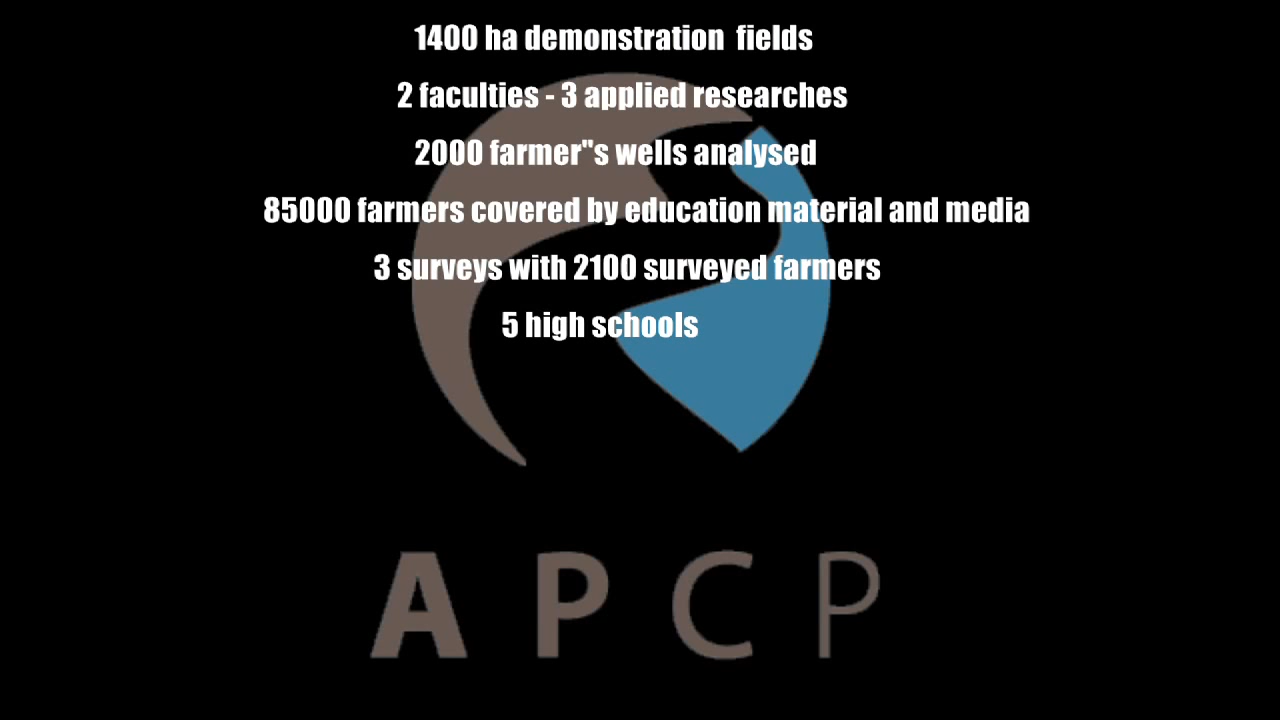 1400 ha demonstration  fields
2 faculties - 3 applied researches
2000 farmer"s wells analysed
85000 farmers covered by education material and media
3 surveys with 2100 surveyed farmers
5 high schools
APCP